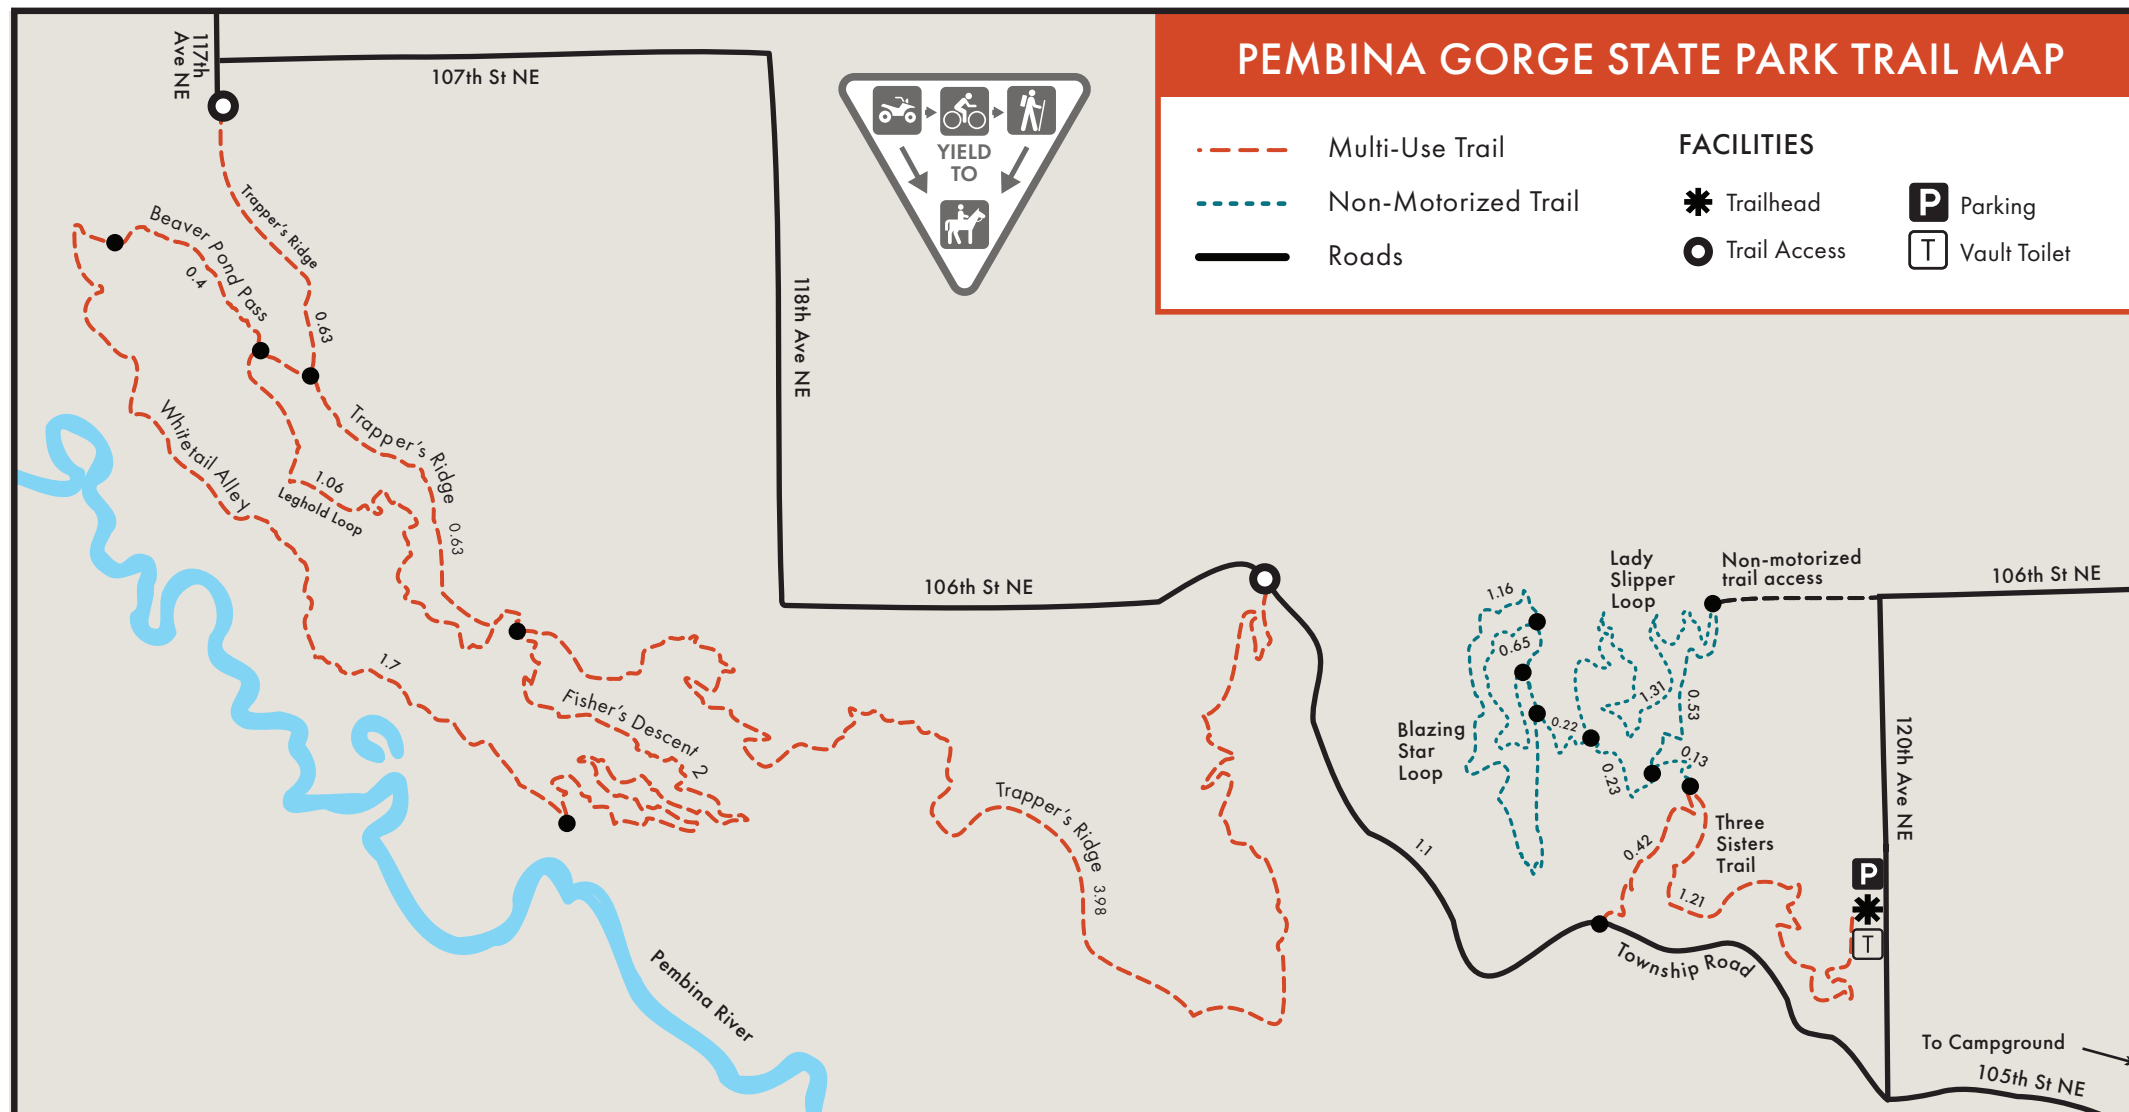 PEMBINA GORGE STATE PARK TRAIL MAP
Multi-Use Trail
Non-Motorized Trail
Roads
FACILITIES
Trailhead
Trail Access
P
Parking
T
Vault Toilet
YIELD
TO
117th
Ave NE
107th St NE
118th Ave NE
106th St NE
Trapper's Ridge
0.63
Beaver Pond Pass
0.4
Whitetail Alley
1.7
Trapper's Ridge
0.63
1.06
Leghold Loop
Fisher's Descent 2
Trapper's Ridge 3.98
Pembina River
1.1
Township Road
Blazing
Star
Loop
1.16
0.65
0.22
0.23
Lady
Slipper
Loop
1.31
0.53
0.13
Non-motorized
trail access
106th St NE
120th Ave NE
Three
Sisters
Trail
0.42
1.21
P
T
To Campground
105th St NE